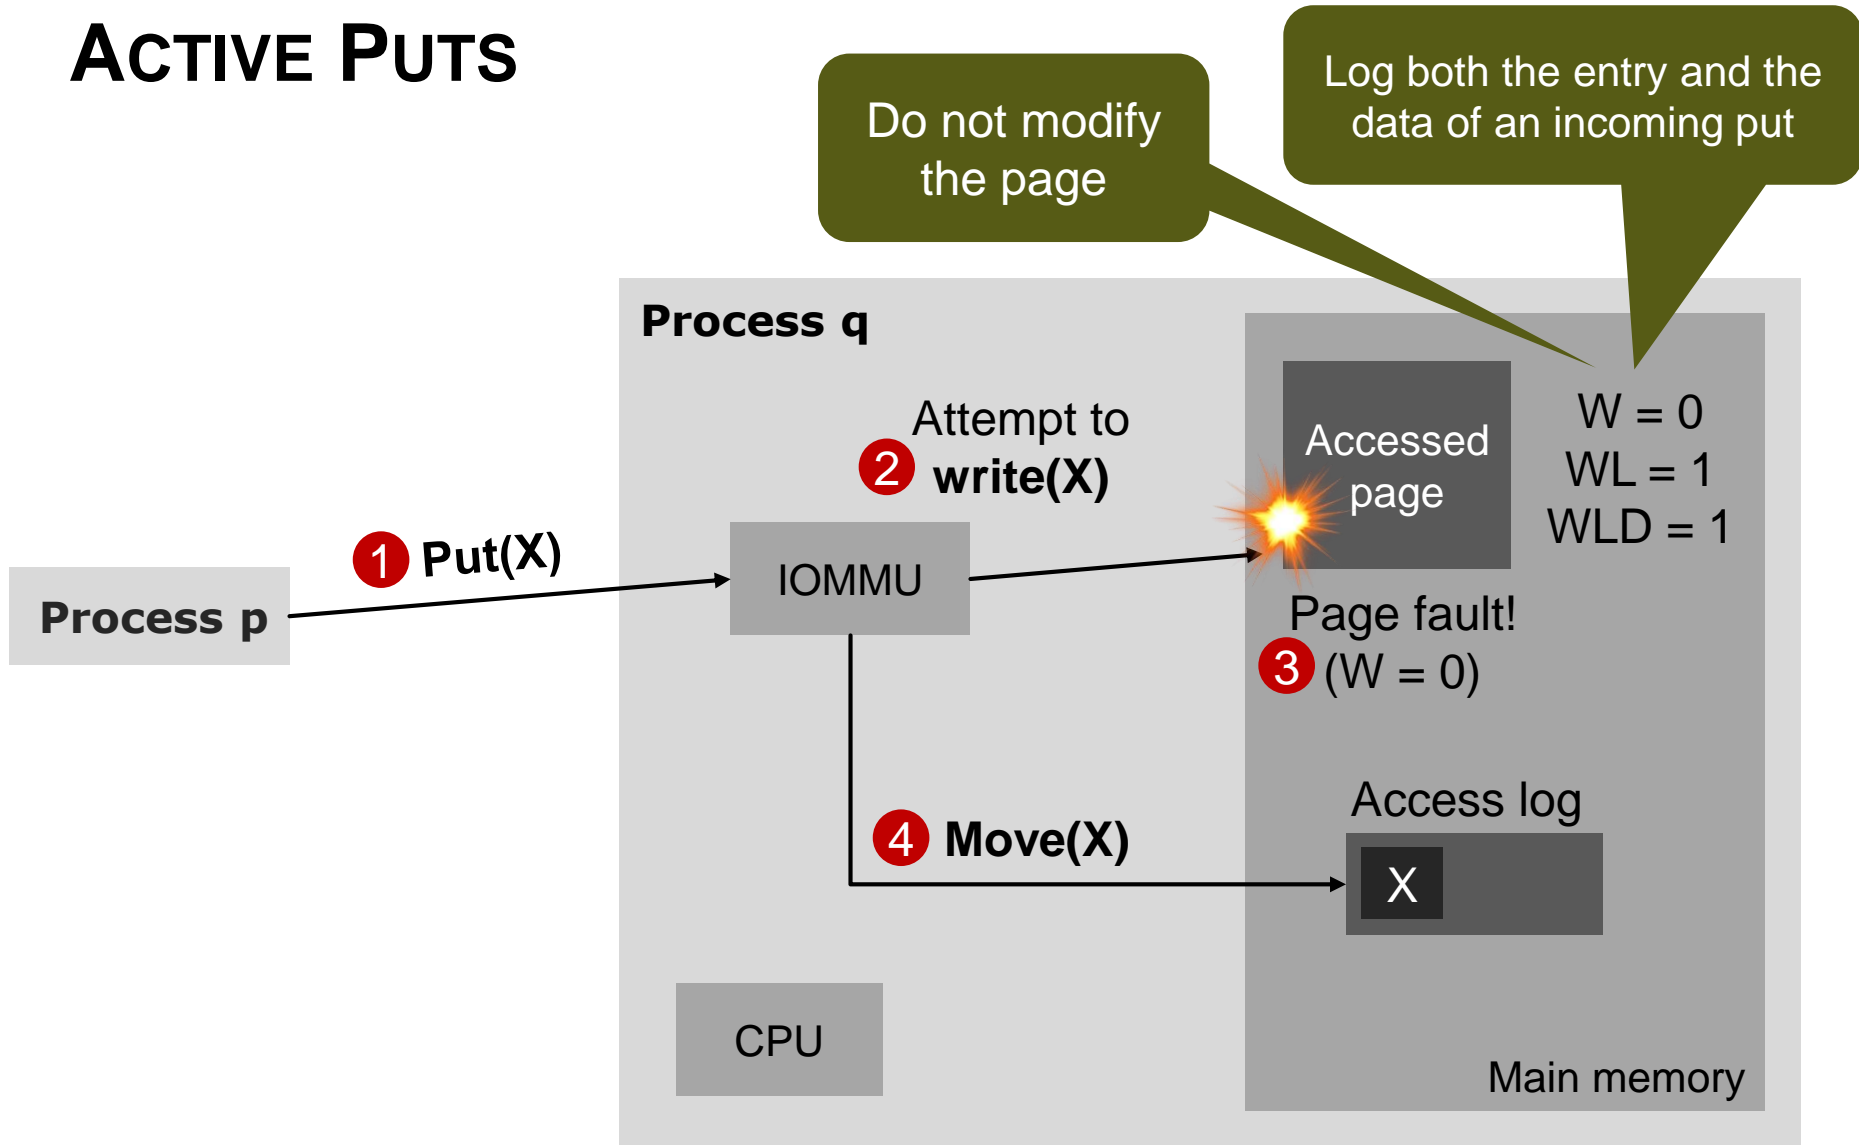 ACTIVE PUTS
Do not modify
the page
Log both the entry and the
data of an incoming put
Process q
Attempt to
2 write(X)
Accessed
page
W = 0
WL = 1
WLD = 1
1 Put(X)
IOMMU
Process p
Page fault!
3 (W = 0)
Access log
4 Move(X)
X
CPU
Main memory